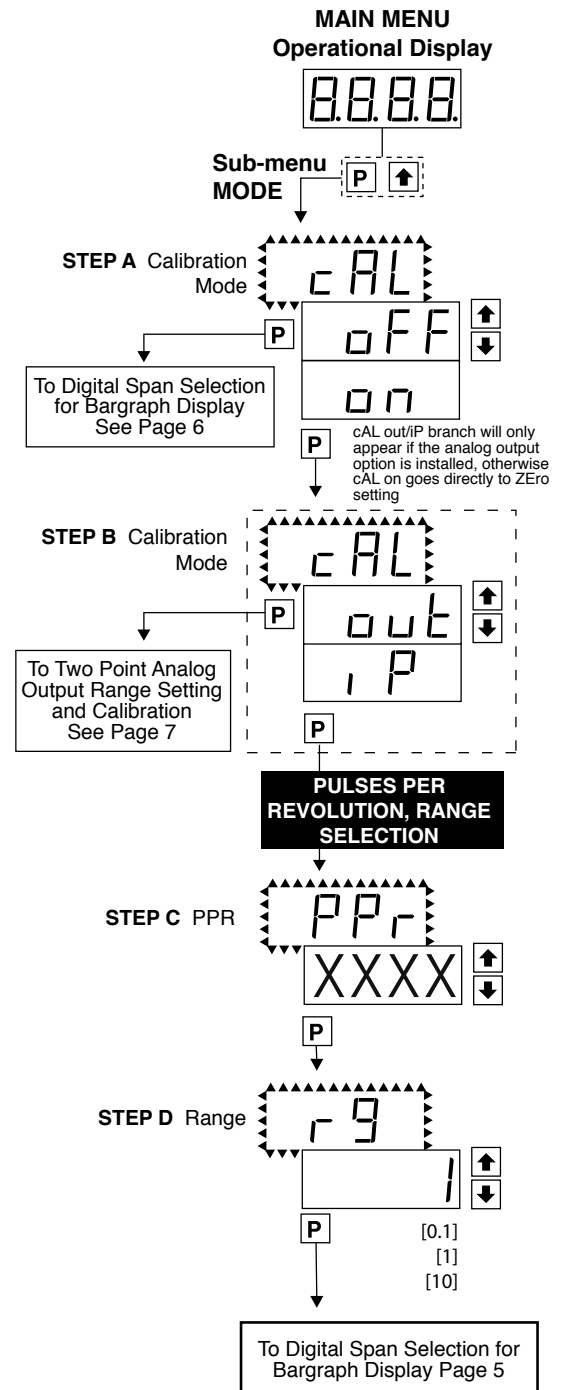 MAIN MENU
Operational Display
8.8.8.8.
Sub-menu
MODE
P
STEP A Calibration
Mode
cAL
P
oFF
on
To Digital Span Selection
for Bargraph Display
See Page 6
P
cAL out/iP branch will only
appear if the analog output
option is installed, otherwise
cAL on goes directly to ZEro
setting
STEP B Calibration
Mode
cAL
P
out
iP
To Two Point Analog
Output Range Setting
and Calibration
See Page 7
P
PULSES PER
REVOLUTION, RANGE
SELECTION
STEP C PPR
PPr
XXXX
P
STEP D Range
rg
1
P
[0.1]
[1]
[10]
To Digital Span Selection for
Bargraph Display Page 5